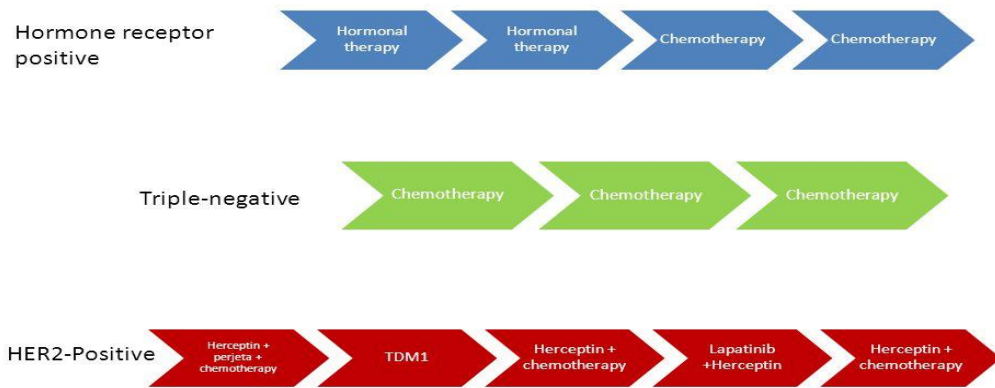 Hormone receptor
positive
Hormonal
therapy
Hormonal
therapy
Chemotherapy
Chemotherapy
Triple-negative
Chemotherapy
Chemotherapy
Chemotherapy
HER2-Positive
Herceptin +
perjeta +
chemotherapy
TDM1
Herceptin +
chemotherapy
Lapatinib
+Herceptin
Herceptin +
chemotherapy